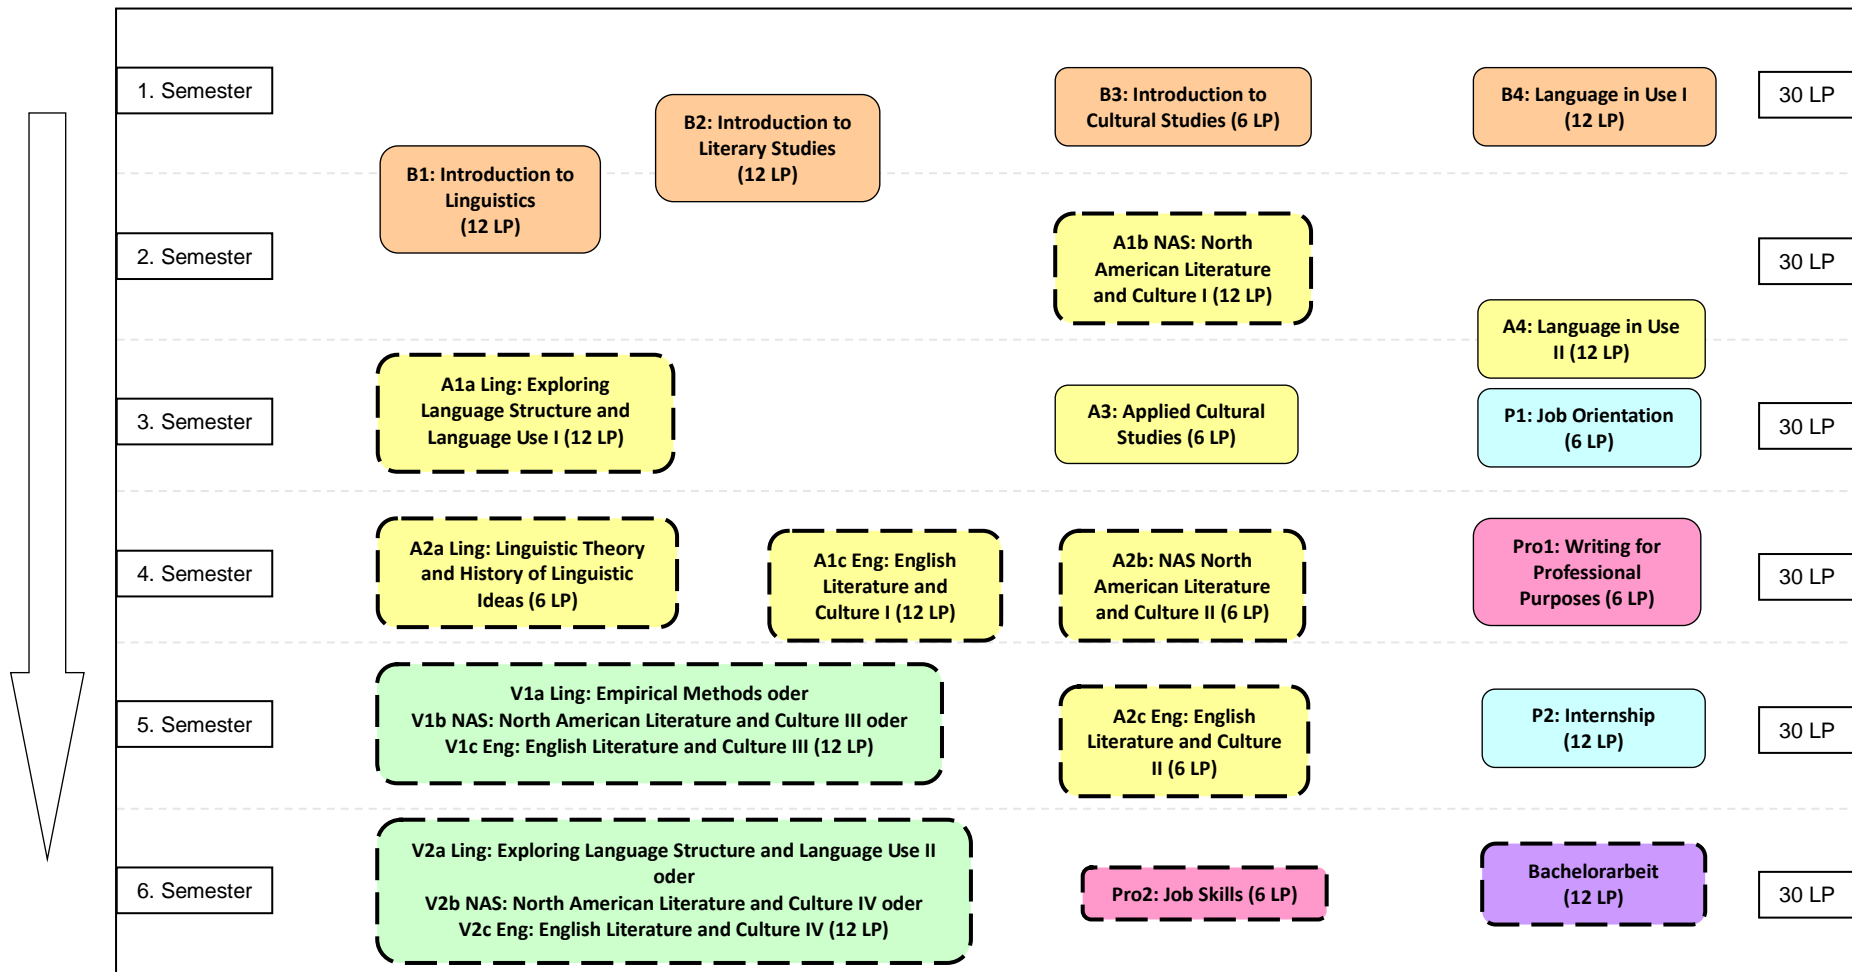 1. Semester
B3: Introduction to
Cultural Studies (6 LP)
B4: Language in Use I
(12 LP)
30 LP
B2: Introduction to
Literary Studies
(12 LP)
B1: Introduction to
Linguistics
(12 LP)
2. Semester
A1b NAS: North
American Literature
and Culture I (12 LP)
30 LP
A4: Language in Use
II (12 LP)
3. Semester
A1a Ling: Exploring
Language Structure and
Language Use I (12 LP)
A3: Applied Cultural
Studies (6 LP)
P1: Job Orientation
(6 LP)
30 LP
4. Semester
A2a Ling: Linguistic Theory
and History of Linguistic
Ideas (6 LP)
A1c Eng: English
Literature and
Culture I (12 LP)
A2b: NAS North
American Literature
and Culture II (6 LP)
Pro1: Writing for
Professional
Purposes (6 LP)
30 LP
5. Semester
V1a Ling: Empirical Methods oder
V1b NAS: North American Literature and Culture III oder
V1c Eng: English Literature and Culture III (12 LP)
A2c Eng: English
Literature and Culture
II (6 LP)
P2: Internship
(12 LP)
30 LP
6. Semester
V2a Ling: Exploring Language Structure and Language Use II
oder
V2b NAS: North American Literature and Culture IV oder
V2c Eng: English Literature and Culture IV (12 LP)
Pro2: Job Skills (6 LP)
Bachelorarbeit
(12 LP)
30 LP